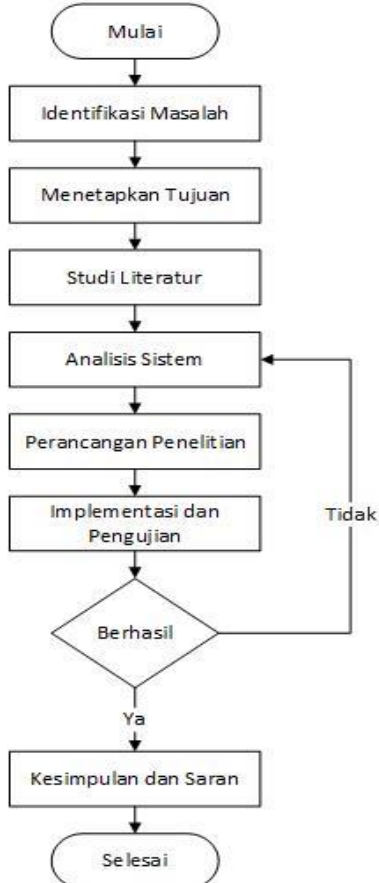 Mulai
Identifikasi Masalah
Menetapkan Tujuan
Studi Literatur
Analisis Sistem
Perancangan Penelitian
Implementasi dan
Pengujian
Tidak
Berhasil
Ya
Kesimpulan dan Saran
Selesai